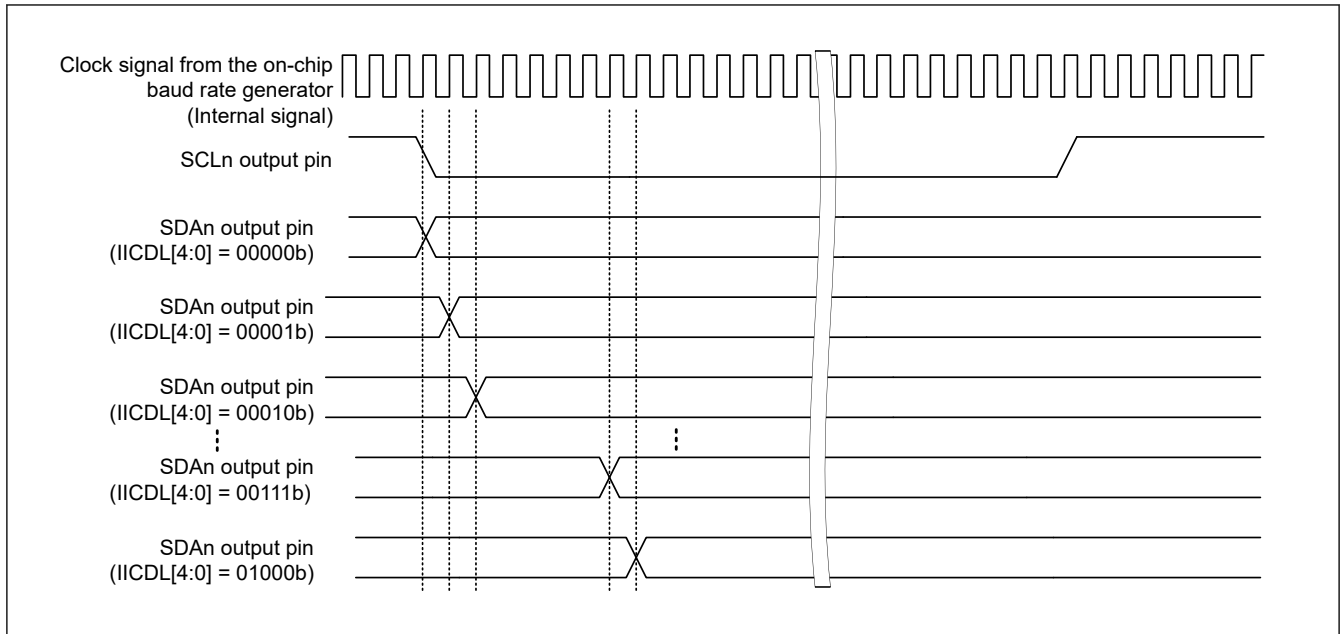 Clock signal from the on-chip
baud rate generator
(Internal signal)
SCLn output pin
SDAn output pin
(IICDL[4:0] = 00000b)
SDAn output pin
(IICDL[4:0] = 00001b)
SDAn output pin
(IICDL[4:0] = 00010b)
SDAn output pin
(IICDL[4:0] = 00111b)
SDAn output pin
(IICDL[4:0] = 01000b)